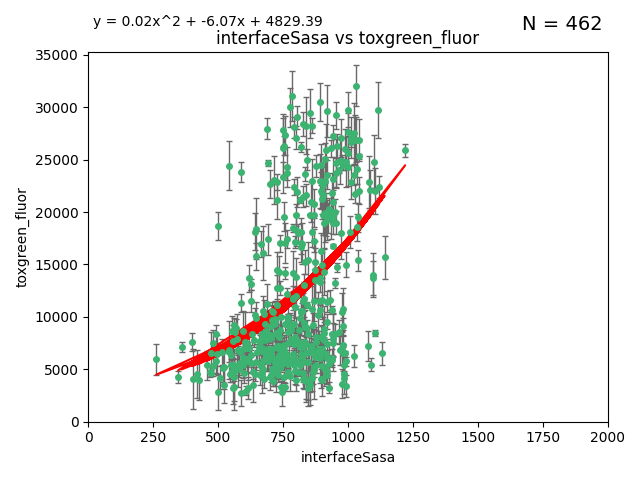 y = 0.02x^2 + -6.07x + 4829.39
N = 462
interfaceSasa vs toxgreen_fluor
35000
30000
25000
20000
15000
10000
5000
0
toxgreen_fluor
0 250 500 750 1000 1250 1500 1750 2000
interfaceSasa